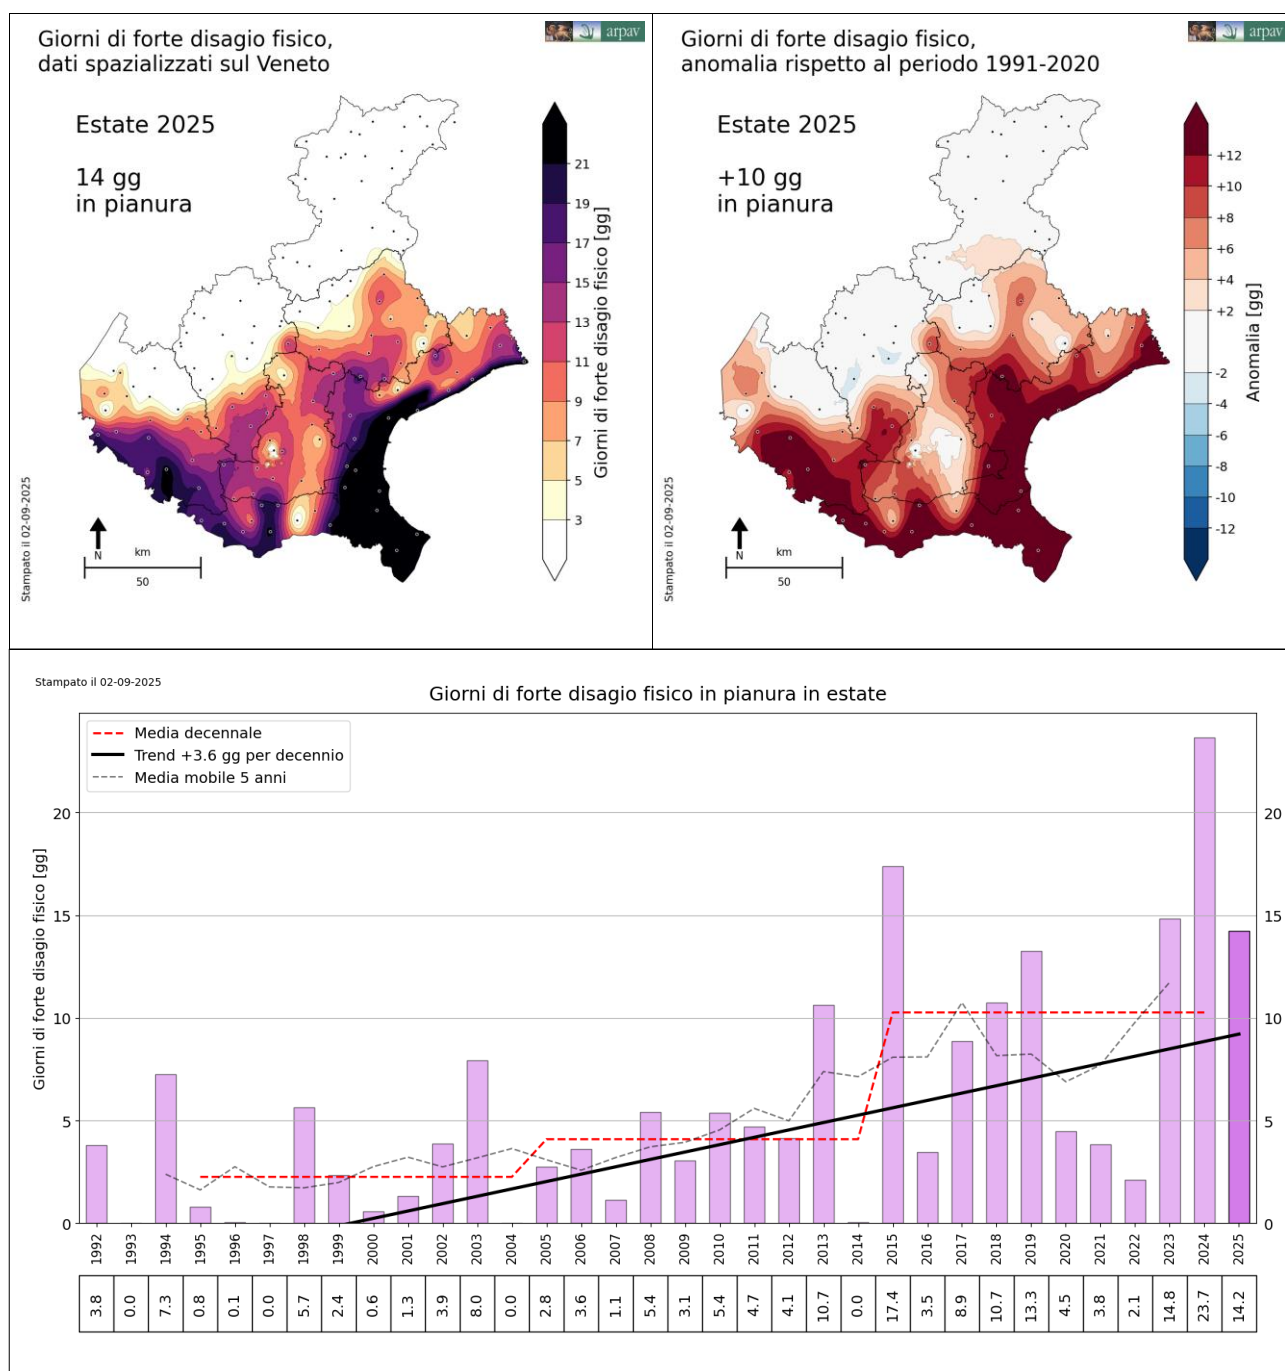 Giorni di forte disagio fisico,
dati spazializzati sul Veneto
arpav
Estate 2025
14 gg
in pianura
21
19
17
15
13
11
9
7
5
3
Giorni di forte disagio fisico [gg]
Stampato il 02-09-2025
N
km
50
Giorni di forte disagio fisico,
anomalia rispetto al periodo 1991-2020
arpav
Estate 2025
+10 gg
in pianura
+12
+10
+8
+6
+4
+2
-2
-4
-6
-8
-10
-12
Anomalia [gg]
Stampato il 02-09-2025
N
km
50
Stampato il 02-09-2025
Giorni di forte disagio fisico in pianura in estate
Media decennale
Trend +3.6 gg per decennio
Media mobile 5 anni
Giorni di forte disagio fisico [gg]
20 20
15 15
10 10
5 5
0 0
1992 1993 1994 1995 1996 1997 1998 1999 2000 2001 2002 2003 2004 2005 2006 2007 2008 2009 2010 2011 2012 2013 2014 2015 2016 2017 2018 2019 2020 2021 2022 2023 2024 2025
3.8 0.0 7.3 0.8 0.1 0.0 5.7 2.4 0.6 1.3 3.9 8.0 0.0 2.8 3.6 1.1 5.4 3.1 5.4 4.7 4.1 10.7 0.0 17.4 3.5 8.9 10.7 13.3 4.5 3.8 2.1 14.8 23.7 14.2